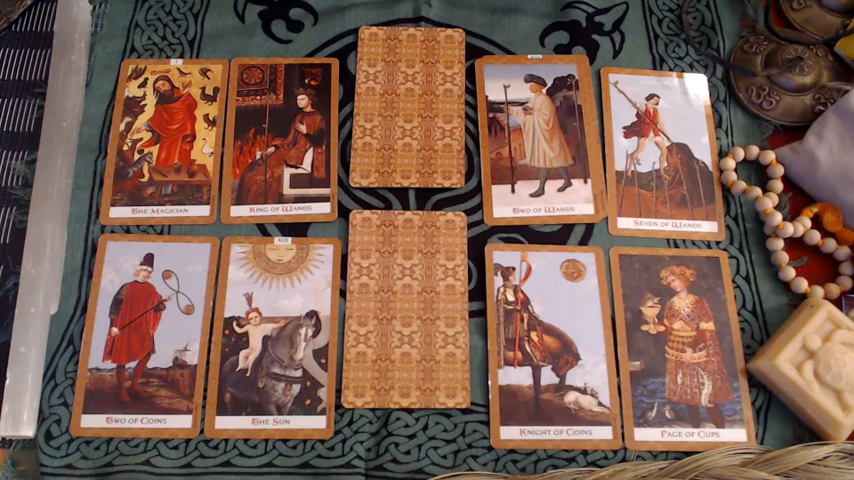 I
The Magician
King of Wands
Two of Wands
Seven of Wands
Two of Coins
XIX
The Sun
Knight of Coins
Page of Cups